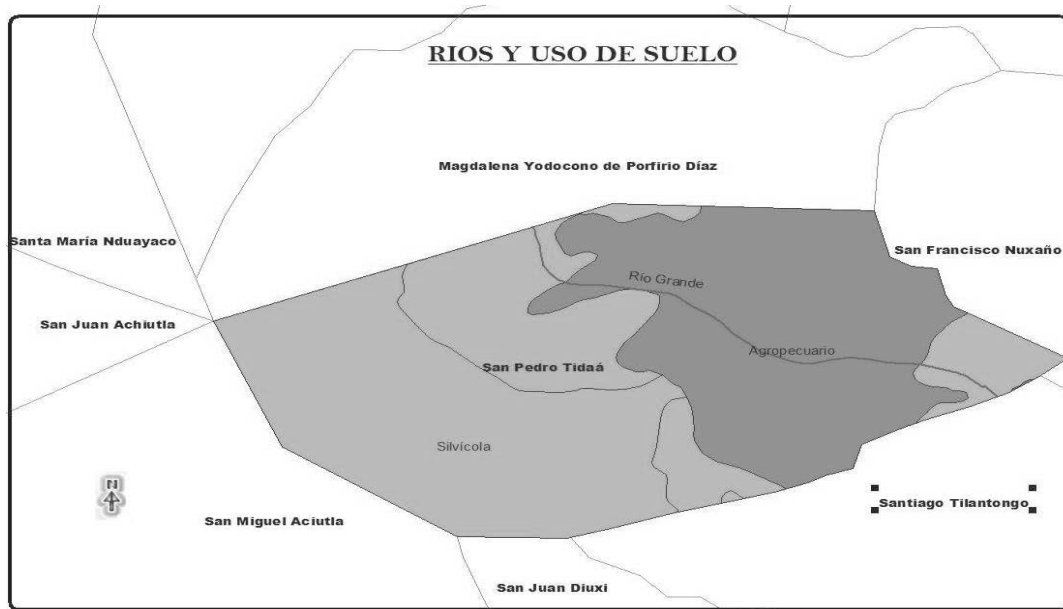 RIOS Y USO DE SUELO
Magdalena Yodocono de Porfirio Díaz
Santa María Nduayaco
San Francisco Nuxaño
Río Grande
San Juan Achiutla
Agropecuario
San Pedro Tidaá
Silvícola
N
Santiago Tilantongo
San Miguel Aciutla
San Juan Diuxi